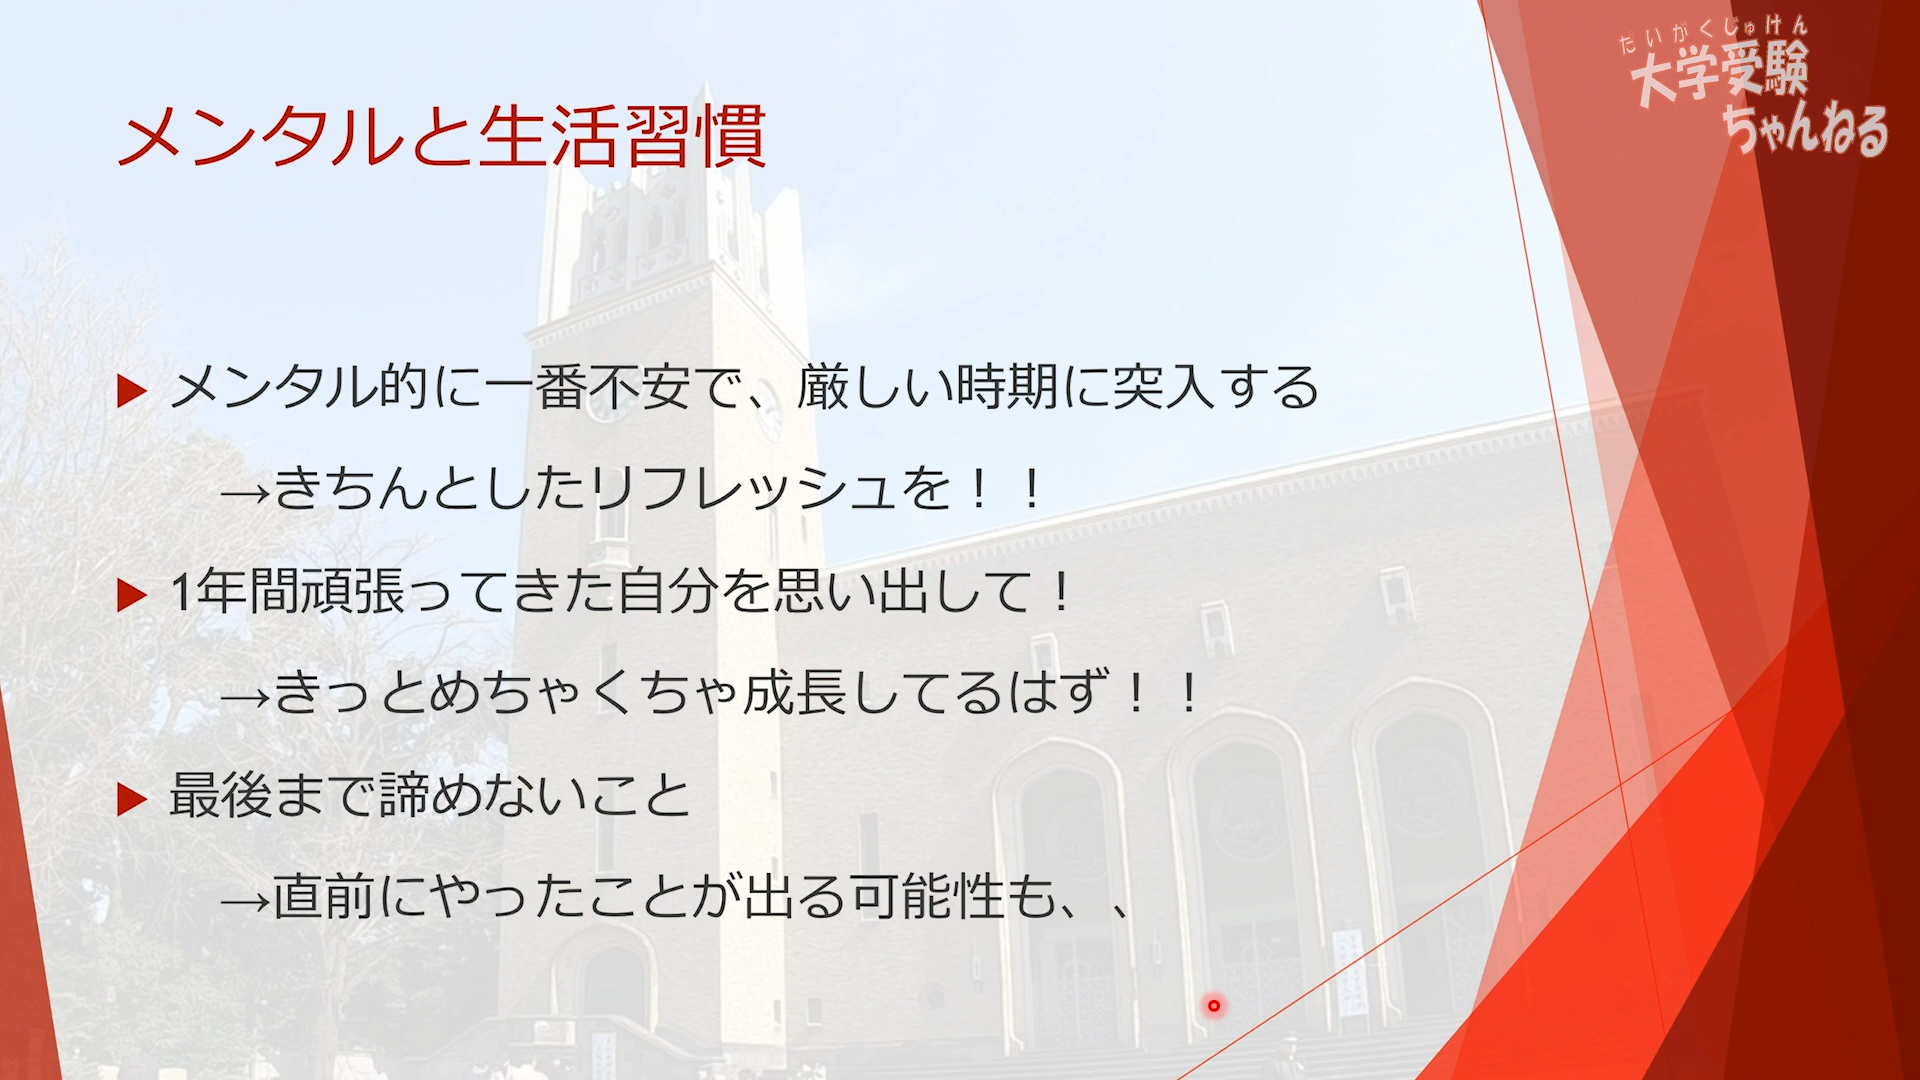 だいがくじゅけん
大学受験
ちゃんねる
メンタルと生活習慣
メンタル的に一番不安で、厳しい時期に突入する
→きちんとしたリフレッシュを！！
1年間頑張ってきた自分を思い出して！
→きっとめちゃくちゃ成長してるはず！！
最後まで諦めないこと
→直前にやったことが出る可能性も、、